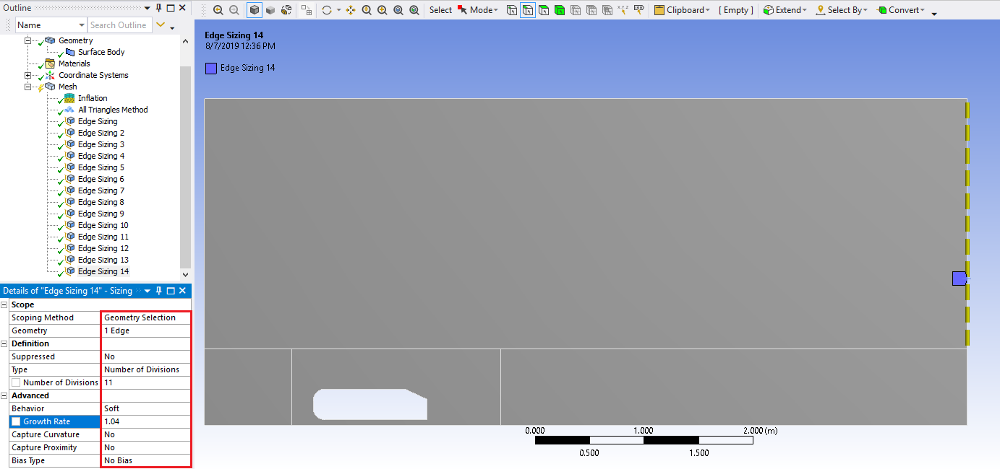 Outline
Select Mode Clipboard [ Empty ] Extend Select By Convert
Name Search Outline
Geometry
Surface Body
Materials
Coordinate Systems
Mesh
Inflation
All Triangles Method
Edge Sizing
Edge Sizing 2
Edge Sizing 3
Edge Sizing 4
Edge Sizing 5
Edge Sizing 6
Edge Sizing 7
Edge Sizing 8
Edge Sizing 9
Edge Sizing 10
Edge Sizing 11
Edge Sizing 12
Edge Sizing 13
Edge Sizing 14
Details of "Edge Sizing 14" - Sizing
Scope
Scoping Method Geometry Selection
Geometry 1 Edge
Definition
Suppressed No
Type Number of Divisions
Number of Divisions 11
Advanced
Behavior Soft
Growth Rate 1.04
Capture Curvature No
Capture Proximity No
Bias Type No Bias
Edge Sizing 14
8/7/2019 12:36 PM
Edge Sizing 14
0.000 1.000 2.000 (m)
0.500 1.500